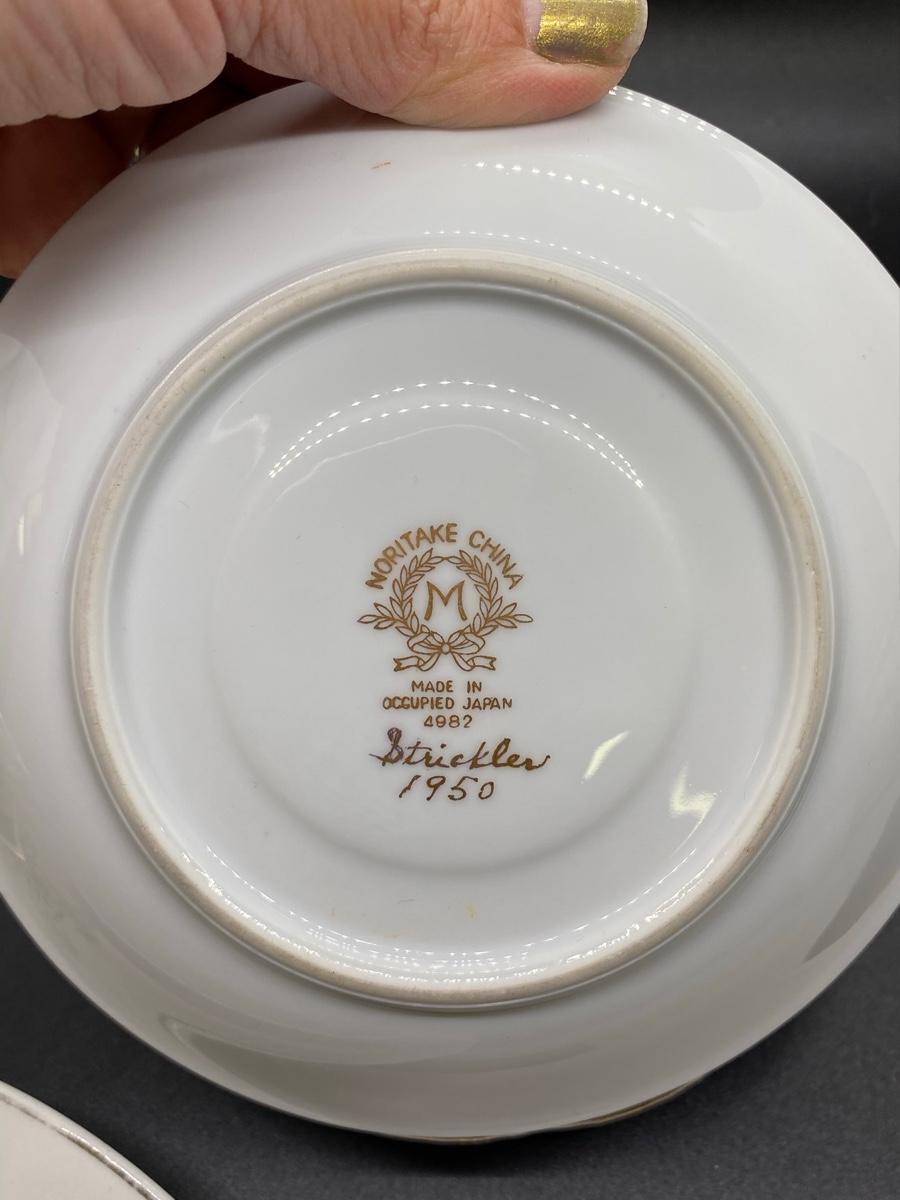 NORITAKE CHINA
M
MADE IN
OCCUPIED JAPAN
4982
Strickler
1950